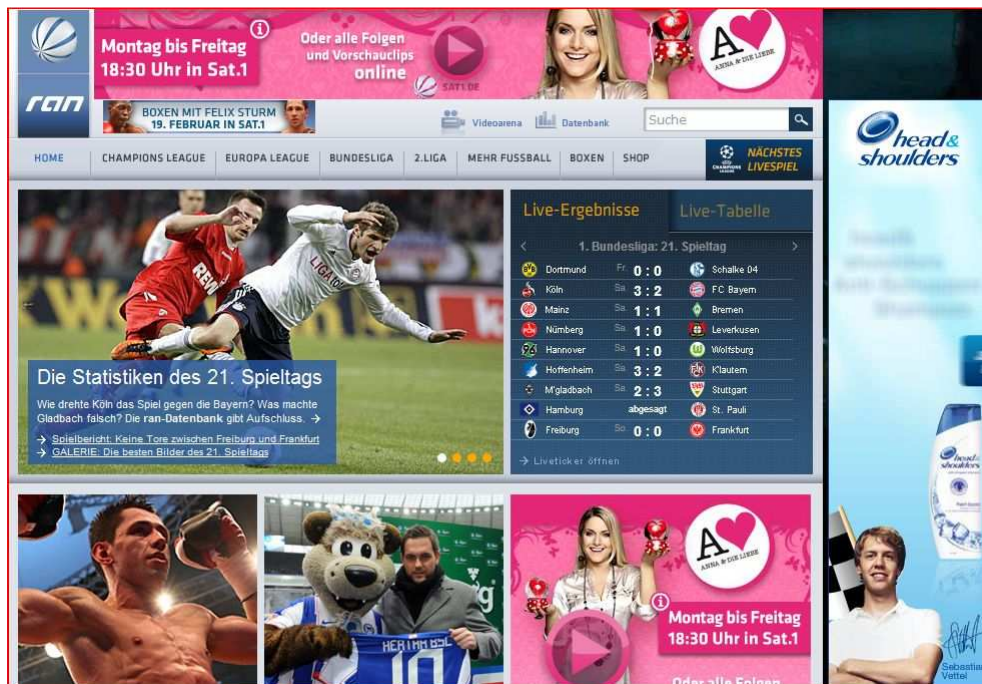 Montag bis Freitag
18:30 Uhr in Sat.1
Oder alle Folgen
und Vorschauclips
online
SAT1.DE
A
ANNA & DIE LIEBE
ran
BOXEN MIT FELIX STURM
19. FEBRUAR IN SAT.1
Videoarena
Datenbank
Suche
HOME
CHAMPIONS LEAGUE
EUROPA LEAGUE
BUNDESLIGA
2.LIGA
MEHR FUSSBALL
BOXEN
SHOP
NÄCHSTES
LIVESPIEL
head&
shoulders
Live-Ergebnisse
Live-Tabelle
1. Bundesliga: 21. Spieltag
Dortmund Fr. 0:0 Schalke 04
Köln Sa. 3:2 FC Bayern
Mainz Sa. 1:1 Bremen
Nürnberg Sa. 1:0 Leverkusen
Hannover Sa. 1:0 Wolfsburg
Hoffenheim Sa. 3:2 K'lautern
M'gladbach Sa. 2:3 Stuttgart
Hamburg abgesagt St. Pauli
Freiburg So. 0:0 Frankfurt
→ Liveticker öffnen
REWE
LIGA TO
Die Statistiken des 21. Spieltags
Wie drehte Köln das Spiel gegen die Bayern? Was machte
Gladbach falsch? Die ran-Datenbank gibt Aufschluss. →
→ Spielbericht: Keine Tore zwischen Freiburg und Frankfurt
→ GALERIE: Die besten Bilder des 21. Spieltags
HERTHA BSC
10
A
ANNA & DIE LIEBE
Montag bis Freitag
18:30 Uhr in Sat.1
Oder alle Folgen
head&
shoulders
Sebastian
Vettel